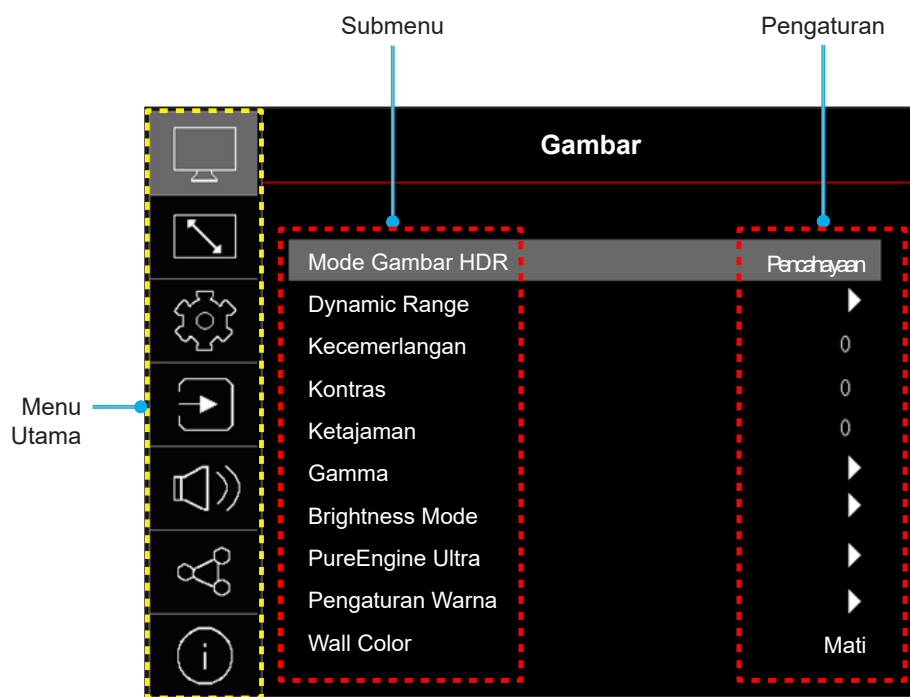 Submenu
Pengaturan
Gambar
Mode Gambar HDR Pencahayaan
Dynamic Range
Kecemerlangan 0
Kontras 0
Menu
Utama
Ketajaman 0
Gamma
Brightness Mode
PureEngine Ultra
Pengaturan Warna
Wall Color Mati
i